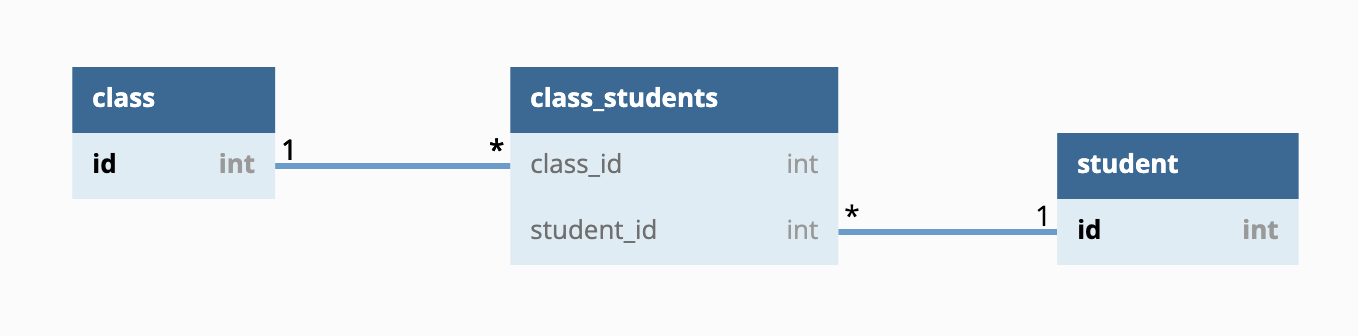 class
id int
1 *
class_students
class_id int
student_id int
* 1
student
id int